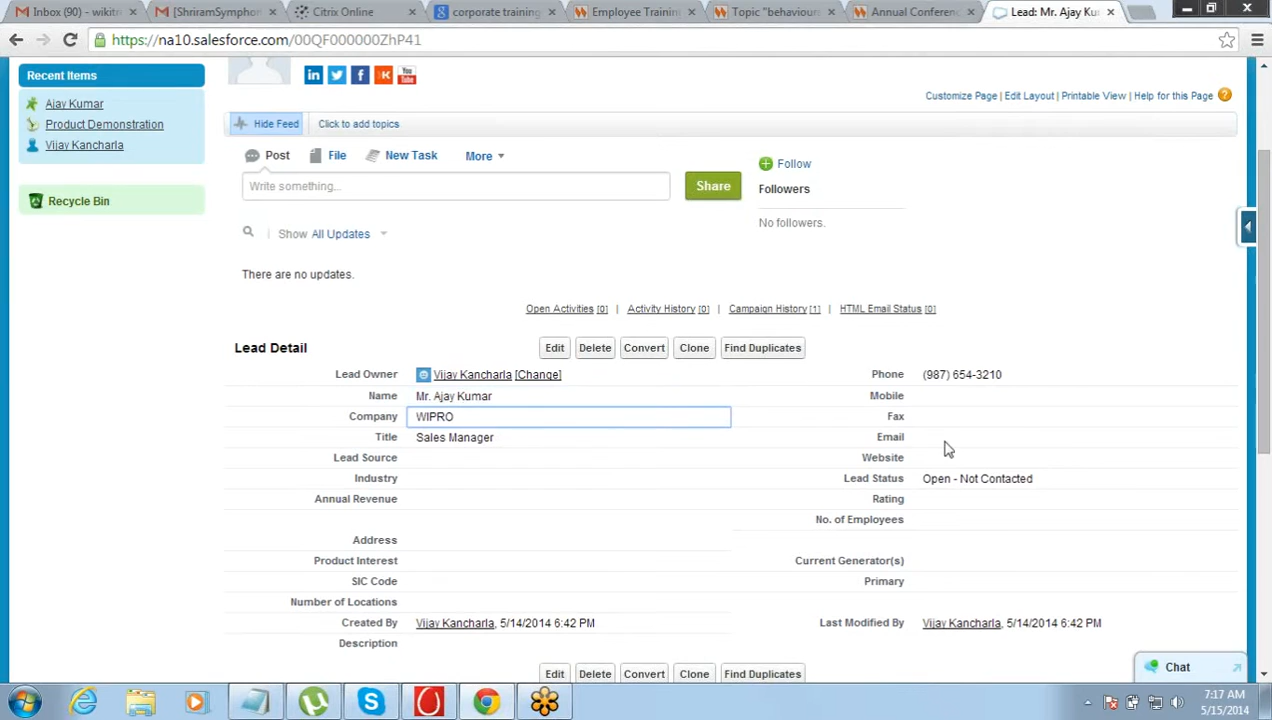 Inbox (90) - wikitr
[ShriramSymphon
Citrix Online
corporate training
Employee Trainin
Topic "behaviour
Annual Conferenc
Lead: Mr. Ajay Ku
https://na10.salesforce.com/00QF000000ZhP41
Recent Items
Ajay Kumar
Product Demonstration
Vijay Kancharla
Recycle Bin
in
f
K
You Tube
Customize Page | Edit Layout | Printable View | Help for this Page ?
Hide Feed Click to add topics
Post File New Task More
Write something...
Share
Follow
Followers
No followers.
Show All Updates
There are no updates.
Open Activities [0] | Activity History [0] | Campaign History [1] | HTML Email Status [0]
Lead Detail Edit Delete Convert Clone Find Duplicates
Lead Owner Vijay Kancharla [Change] Phone (987) 654-3210
Name Mr. Ajay Kumar Mobile
Company WIPRO Fax
Title Sales Manager Email
Lead Source Website
Industry Lead Status Open - Not Contacted
Annual Revenue Rating
No. of Employees
Address
Product Interest Current Generator(s)
SIC Code Primary
Number of Locations
Created By Vijay Kancharla, 5/14/2014 6:42 PM Last Modified By Vijay Kancharla, 5/14/2014 6:42 PM
Description
Edit Delete Convert Clone Find Duplicates
Chat
7:17 AM
5/15/2014